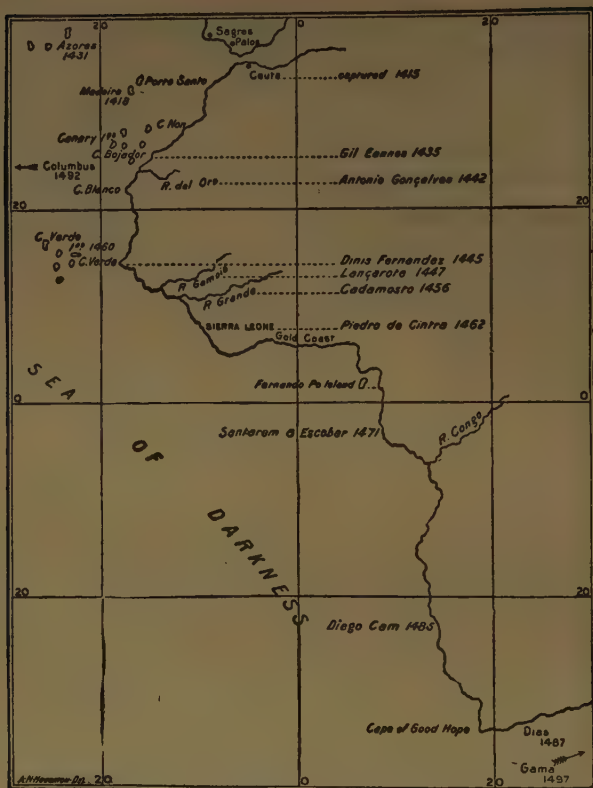 20
0
20
Sagres
Palos
Azores
1431
Ceuta
captured 1415
Porto Santo
Madeira
1418
C. Non
Canary Iˢ
C. Bojador
Gil Eannes 1435
Columbus
1492
R. del Oro
Antonio Gonçalves 1442
C. Blanco
20
20
C. Verde
Iˢ 1460
C. Verde
Dinis Fernandez 1445
R. Gambia
Lançarote 1447
R. Grande
Cadamosto 1456
SIERRA LEONE
Piedro de Cintra 1462
Gold Coast
SEA
Fernando Po Island
0
0
Santarem & Escobar 1471
R. Congo
OF
DARKNESS
20
20
Diego Cam 1485
Cape of Good Hope
Dias
1487
Gama
1497
20
0
20